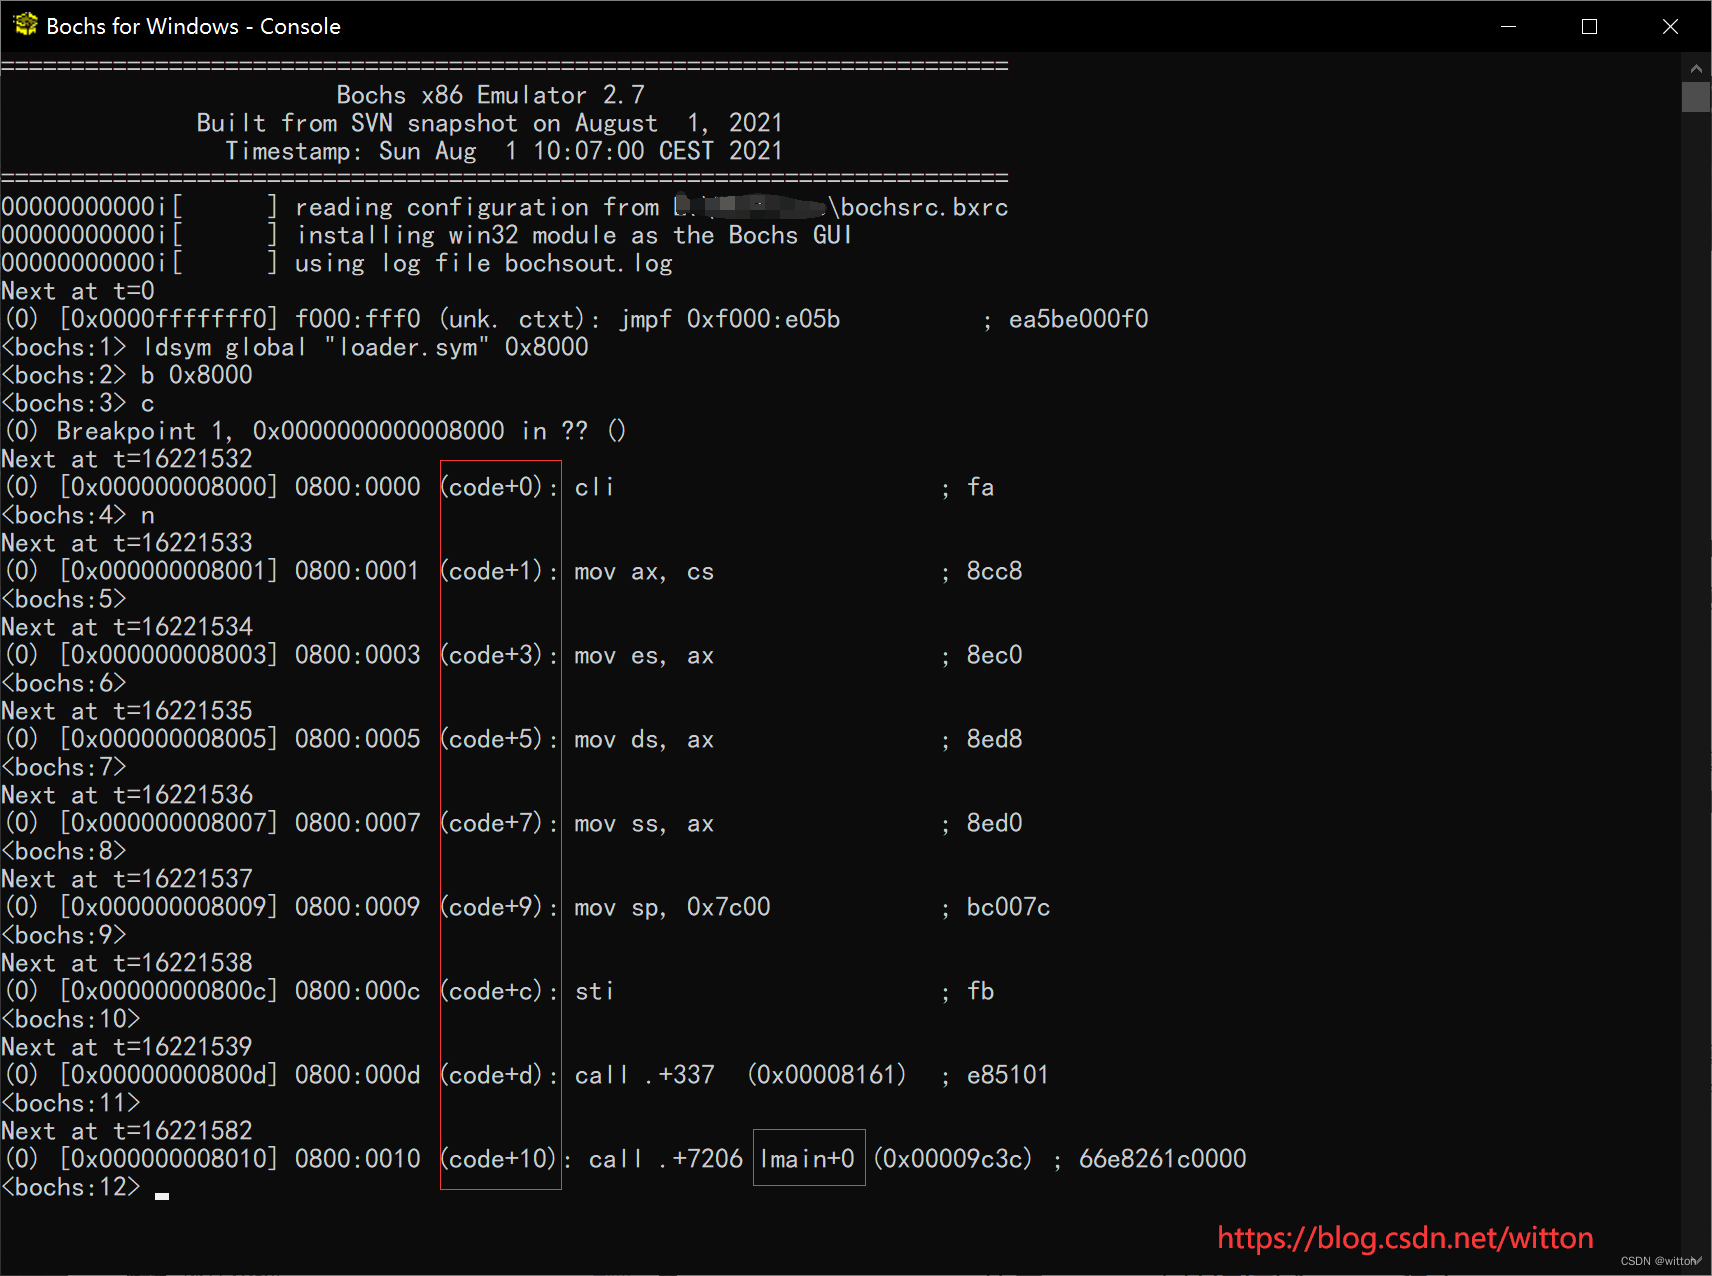 Bochs for Windows - Console
========================================================================
Bochs x86 Emulator 2.7
Built from SVN snapshot on August  1, 2021
Timestamp: Sun Aug  1 10:07:00 CEST 2021
========================================================================
00000000000i[      ] reading configuration from \bochsrc.bxrc
00000000000i[      ] installing win32 module as the Bochs GUI
00000000000i[      ] using log file bochsout.log
Next at t=0
(0) [0x0000fffffff0] f000:fff0 (unk. ctxt): jmpf 0xf000:e05b          ; ea5be000f0
<bochs:1> ldsym global "loader.sym" 0x8000
<bochs:2> b 0x8000
<bochs:3> c
(0) Breakpoint 1, 0x0000000000008000 in ?? ()
Next at t=16221532
(0) [0x000000008000] 0800:0000 (code+0): cli                       ; fa
<bochs:4> n
Next at t=16221533
(0) [0x000000008001] 0800:0001 (code+1): mov ax, cs                ; 8cc8
<bochs:5>
Next at t=16221534
(0) [0x000000008003] 0800:0003 (code+3): mov es, ax                ; 8ec0
<bochs:6>
Next at t=16221535
(0) [0x000000008005] 0800:0005 (code+5): mov ds, ax                ; 8ed8
<bochs:7>
Next at t=16221536
(0) [0x000000008007] 0800:0007 (code+7): mov ss, ax                ; 8ed0
<bochs:8>
Next at t=16221537
(0) [0x000000008009] 0800:0009 (code+9): mov sp, 0x7c00            ; bc007c
<bochs:9>
Next at t=16221538
(0) [0x00000000800c] 0800:000c (code+c): sti                       ; fb
<bochs:10>
Next at t=16221539
(0) [0x00000000800d] 0800:000d (code+d): call .+337  (0x00008161)  ; e85101
<bochs:11>
Next at t=16221582
(0) [0x000000008010] 0800:0010 (code+10): call .+7206 lmain+0 (0x00009c3c) ; 66e8261c0000
<bochs:12>
https://blog.csdn.net/witton
CSDN @witton